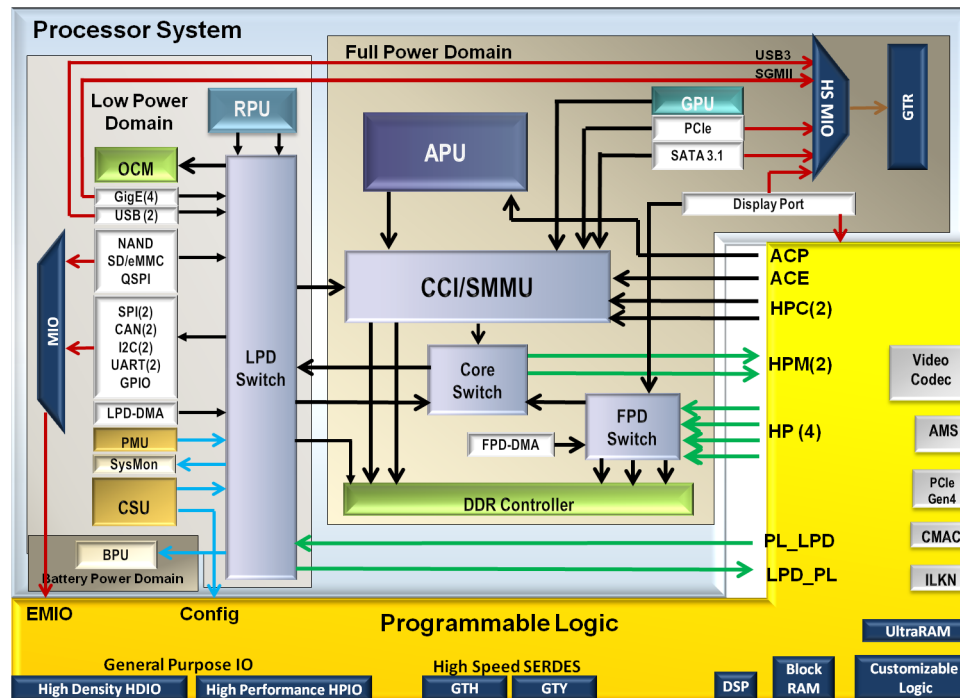 Processor System
Full Power Domain
USB3
SGMII
HS MIO
GTR
Low Power
Domain
RPU
GPU
PCIe
SATA 3.1
APU
OCM
GigE(4)
USB (2)
Display Port
NAND
SD/eMMC
QSPI
MIO
SPI(2)
CAN(2)
I2C(2)
UART(2)
GPIO
LPD-DMA
PMU
SysMon
CSU
BPU
Battery Power Domain
LPD
Switch
CCI/SMMU
Core
Switch
FPD
Switch
FPD-DMA
DDR Controller
ACP
ACE
HPC(2)
HPM(2)
HP (4)
PL_LPD
LPD_PL
Video
Codec
AMS
PCIe
Gen4
CMAC
ILKN
EMIO
Config
Programmable Logic
UltraRAM
General Purpose IO
High Speed SERDES
High Density HDIO
High Performance HPIO
GTH
GTY
DSP
Block
RAM
Customizable
Logic